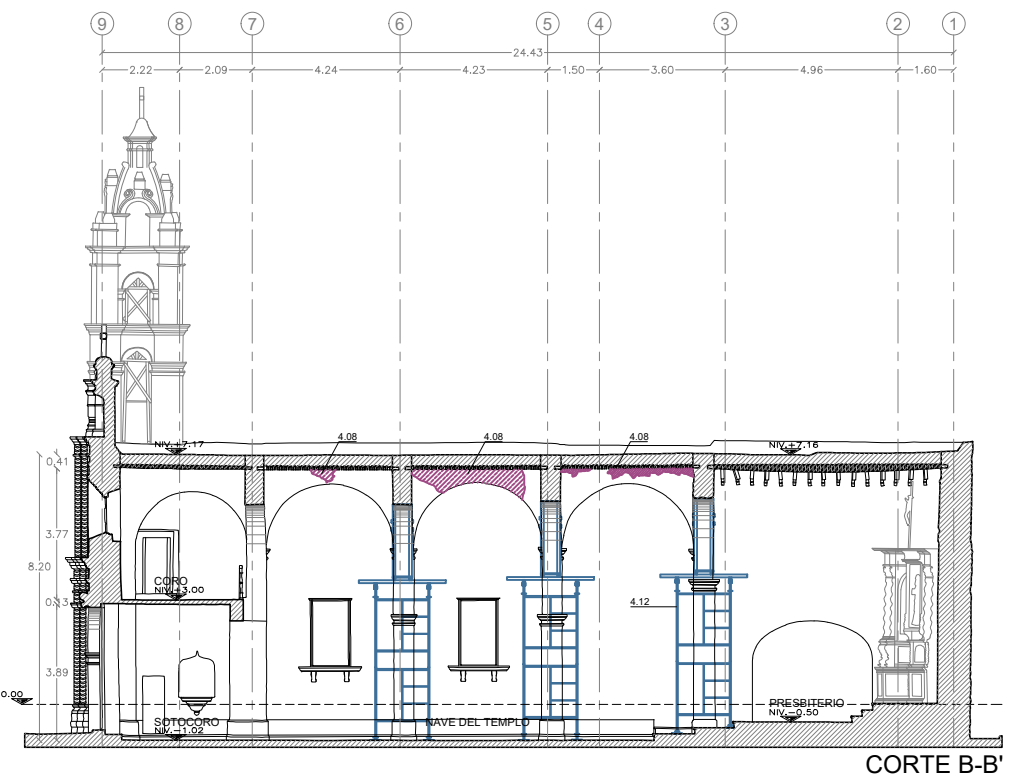 9 8 7 6 5 4 3 2 1
24.43
2.22 2.09 4.24 4.23 1.50 3.60 4.96 1.60
4.08 4.08 4.08
NIV.+7.17 NIV.+7.16
0.41
3.77
8.20
CORO
NIV.+3.00
0.13
4.12
3.89
0.00
PRESBITERIO
NIV.-0.50
SOTOCORO NAVE DEL TEMPLO
NIV.-1.02
CORTE B-B'